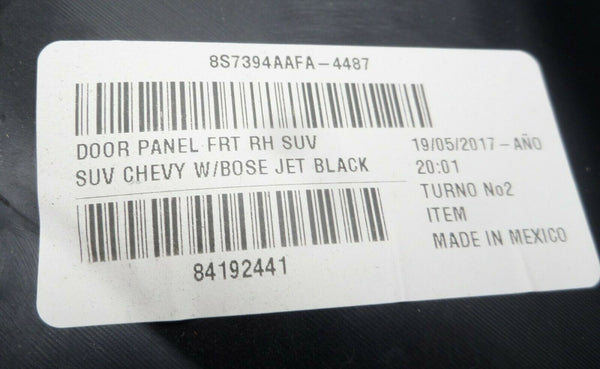 8S7394AAFA-4487
DOOR PANEL FRT RH SUV
SUV CHEVY W/BOSE JET BLACK
84192441
19/05/2017-AÑO
20:01
TURNO No2
ITEM
MADE IN MEXICO